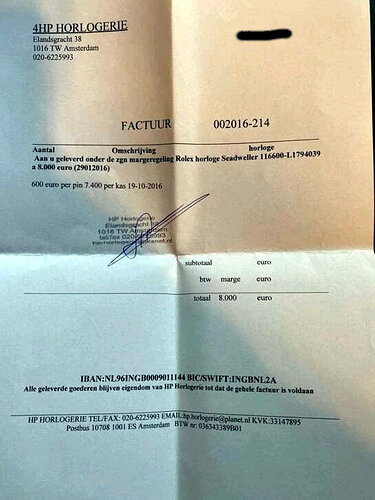 4HP HORLOGERIE
Elandsgracht 38
1016 TW Amsterdam
020-6225993
FACTUUR 002016-214
Aantal Omschrijving horloge
Aan u geleverd onder de zgn margeregeling Rolex horloge Seadweller 116600-L1794039
a 8.000 euro (29012016)
600 euro per pin 7.400 per kas 19-10-2016
HP Horlogerie
Elandsgracht 38
1016 TW Amsterdam
subtotaal euro
btw marge euro
totaal 8.000 euro
IBAN:NL96INGB0009011144 BIC/SWIFT:INGBNL2A
Alle geleverde goederen blijven eigendom van HP Horlogerie tot dat de gehele factuur is voldaan
HP HORLOGERIE TEL/FAX: 020-6225993 EMAIL:hp.horlogerie@planet.nl KVK:33147895
Postbus 10708 1001 ES Amsterdam BTW nr: 036343389B01